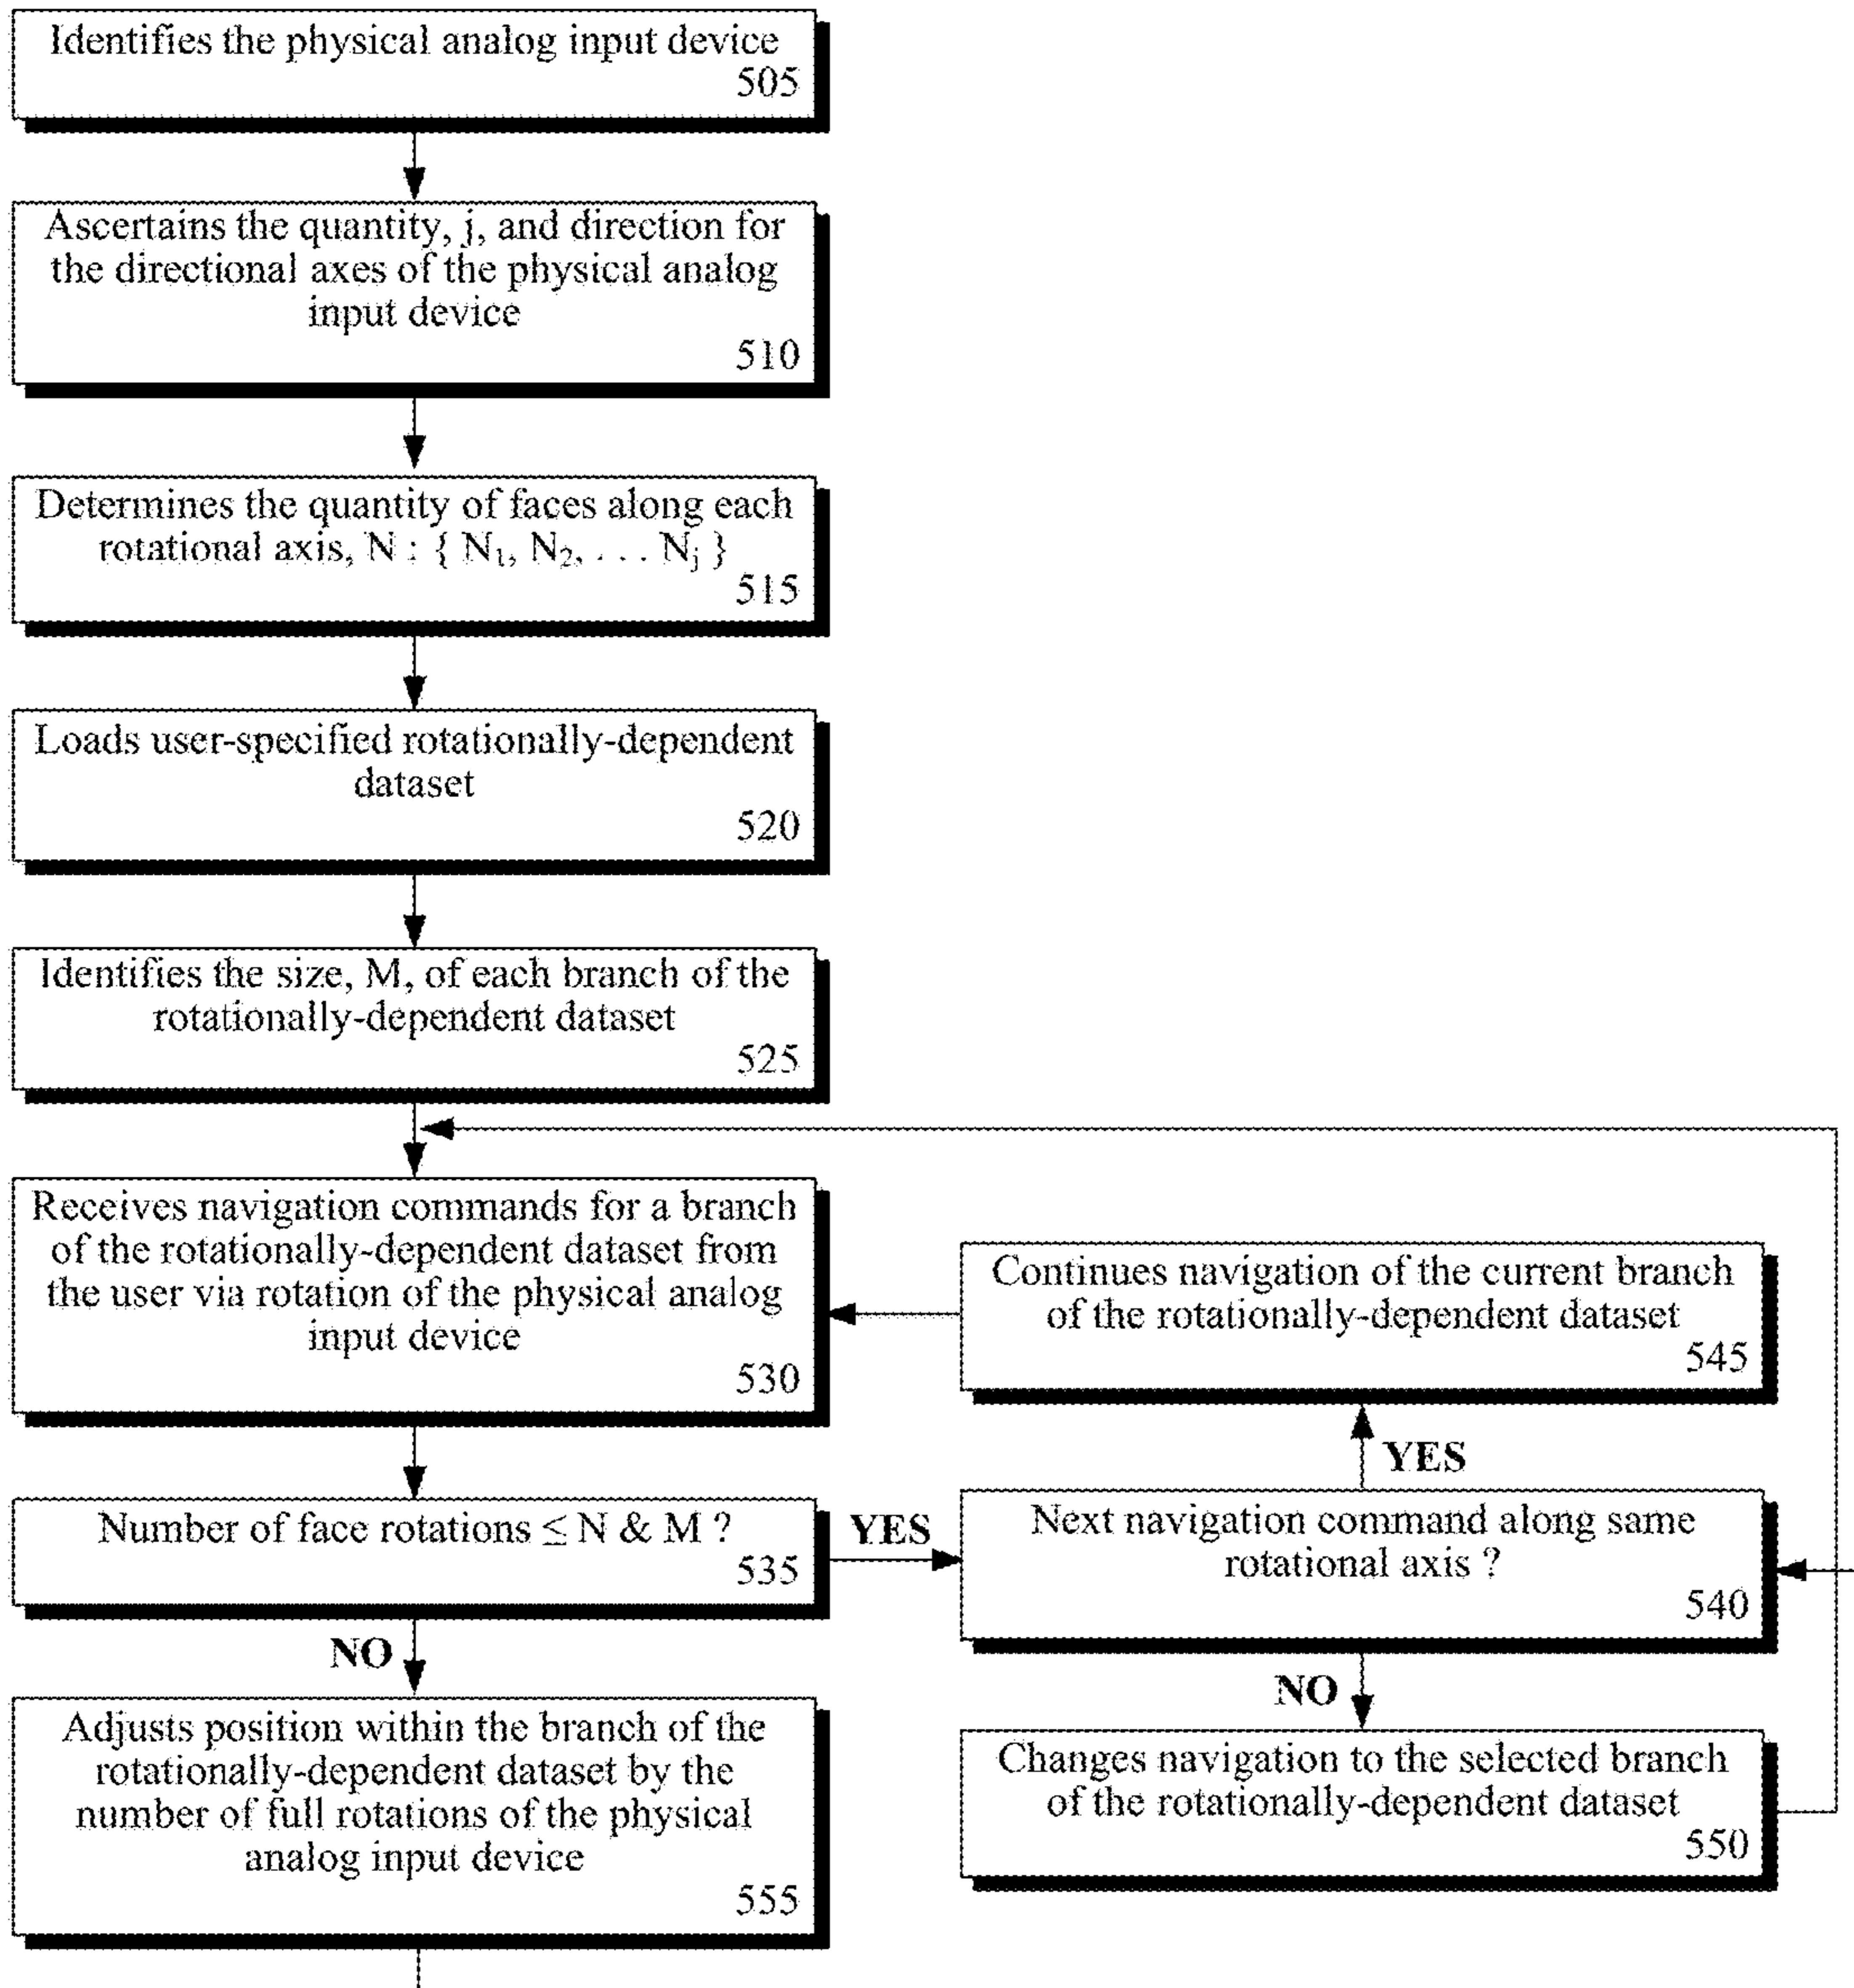 Identifies the physical analog input device
505
Ascertains the quantity, j, and direction for
the directional axes of the physical analog
input device
510
Determines the quantity of faces along each
rotational axis, N : { N₁, N₂, . . . Nⱼ }
515
Loads user-specified rotationally-dependent
dataset
520
Identifies the size, M, of each branch of the
rotationally-dependent dataset
525
Receives navigation commands for a branch
of the rotationally-dependent dataset from
the user via rotation of the physical analog
input device
530
Continues navigation of the current branch
of the rotationally-dependent dataset
545
YES
Number of face rotations ≤ N & M ?
535
YES
Next navigation command along same
rotational axis ?
540
NO
NO
Adjusts position within the branch of the
rotationally-dependent dataset by the
number of full rotations of the physical
analog input device
555
Changes navigation to the selected branch
of the rotationally-dependent dataset
550